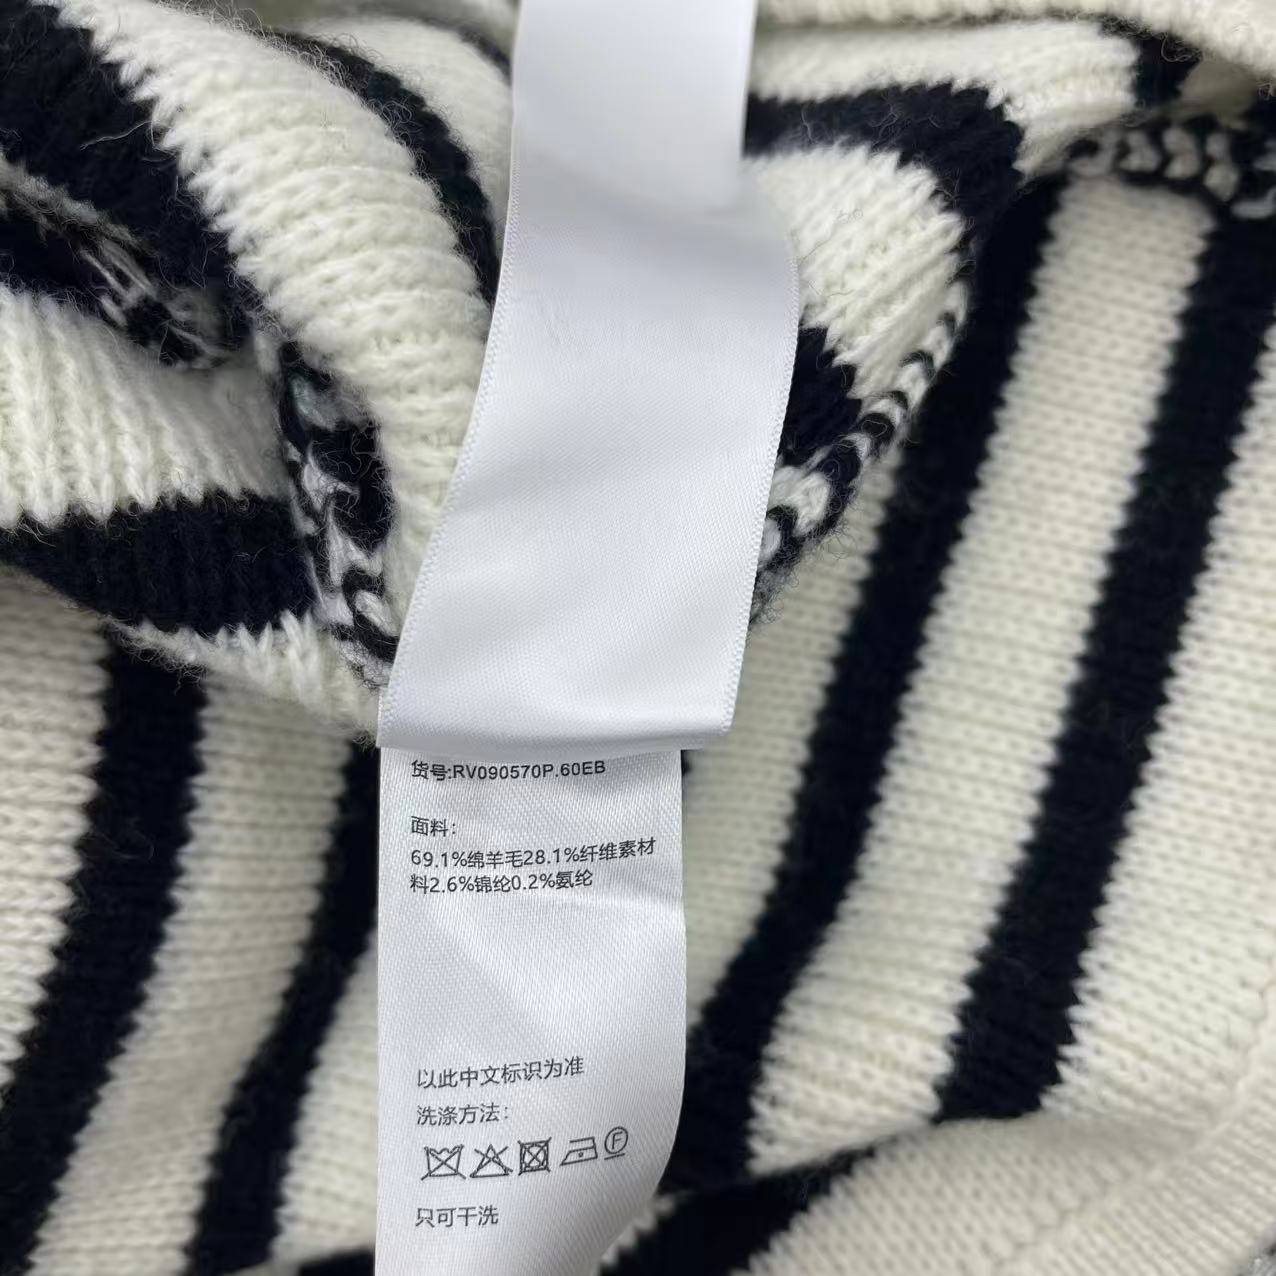 货号:RV090570P.60EB
面料：
69.1%绵羊毛28.1%纤维素材
料2.6%锦纶0.2%氨纶
以此中文标识为准
洗涤方法：
F
只可干洗